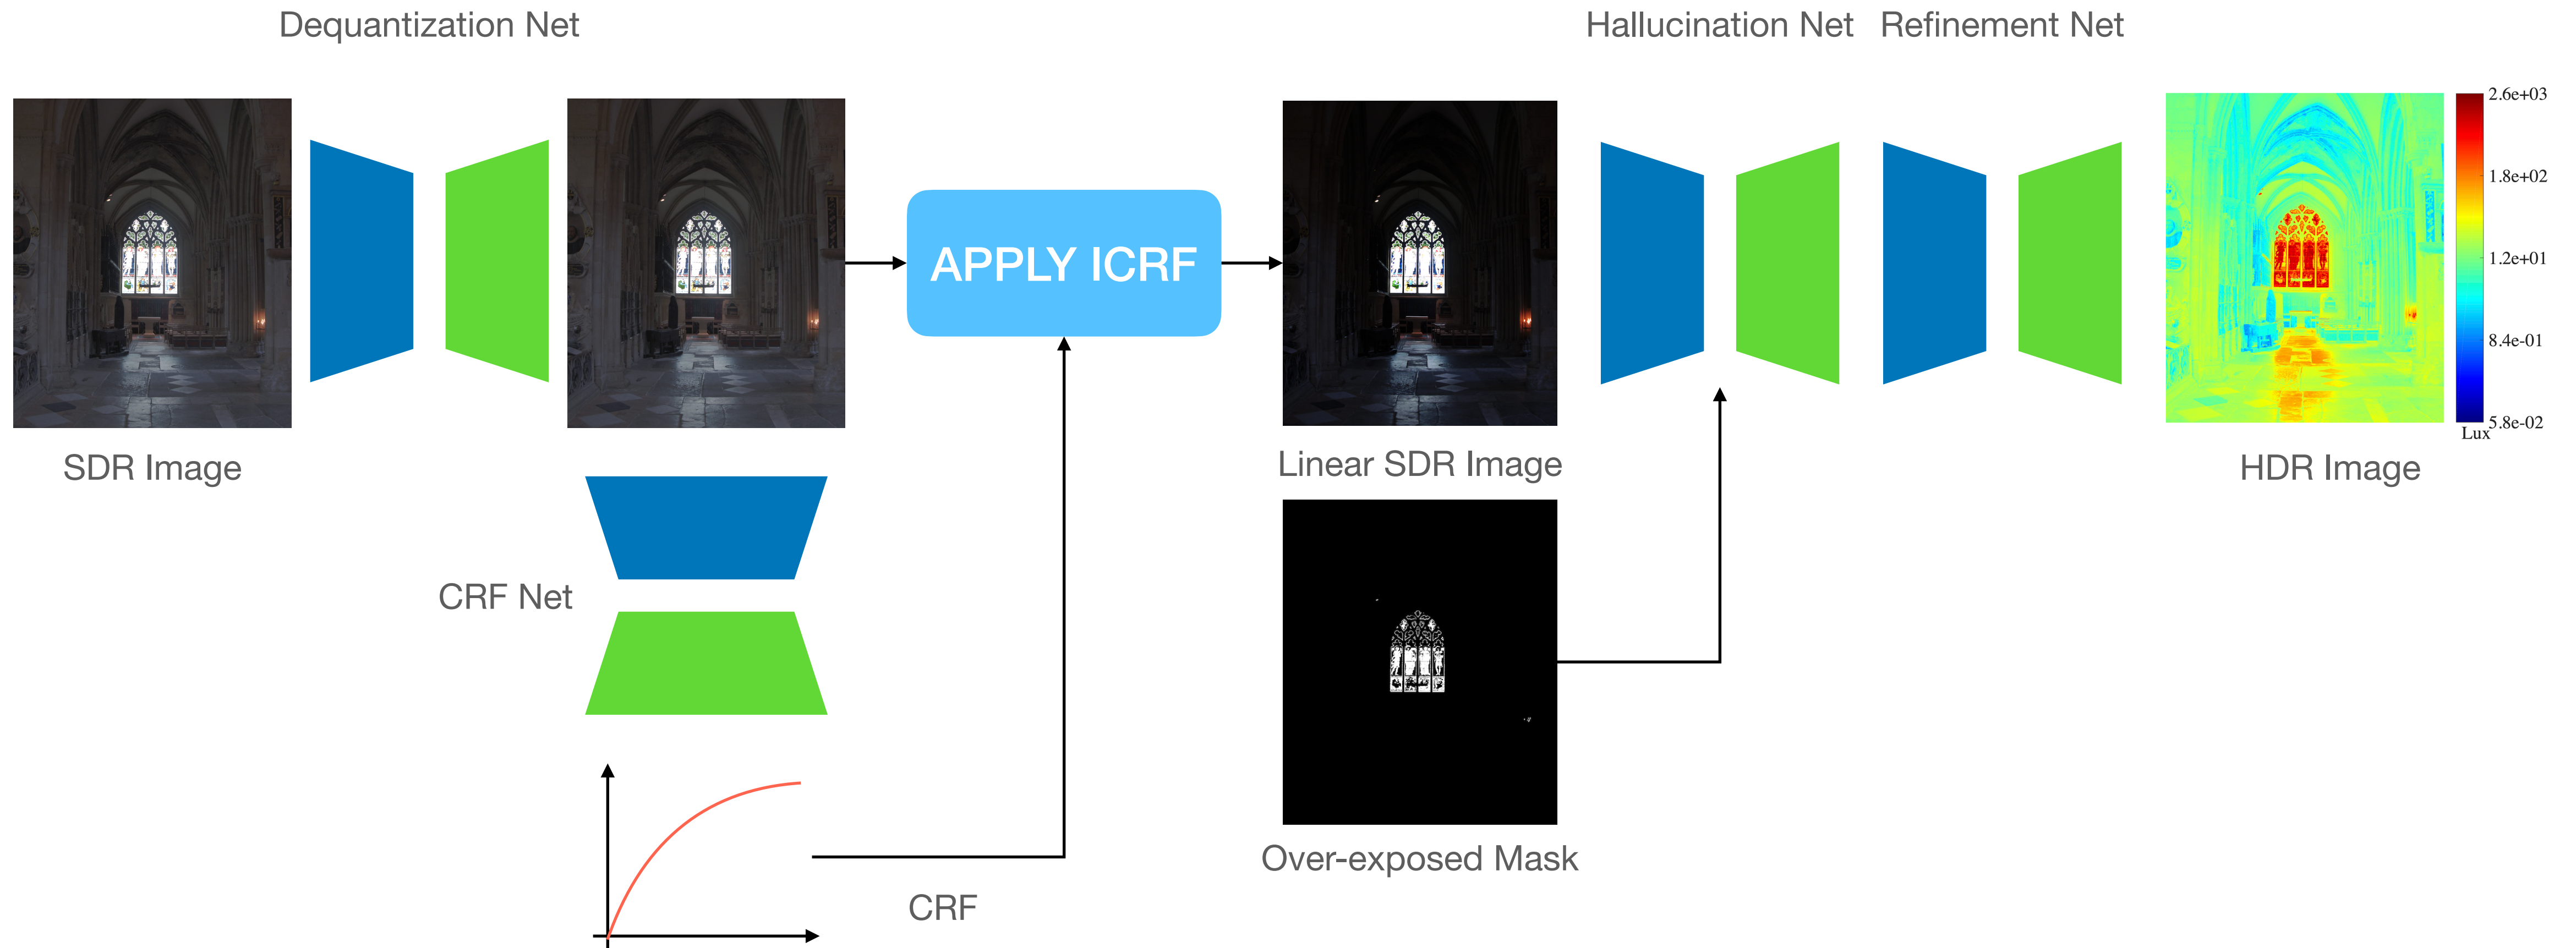 Dequantization Net
Hallucination Net
Refinement Net
SDR Image
APPLY ICRF
Linear SDR Image
2.6e+03
1.8e+02
1.2e+01
8.4e-01
5.8e-02
Lux
HDR Image
CRF Net
Over-exposed Mask
CRF